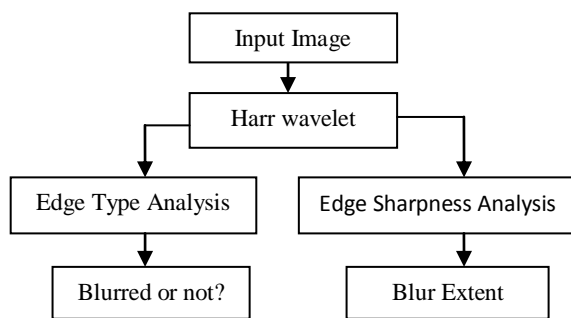 Input Image
Harr wavelet
Edge Type Analysis
Edge Sharpness Analysis
Blurred or not?
Blur Extent